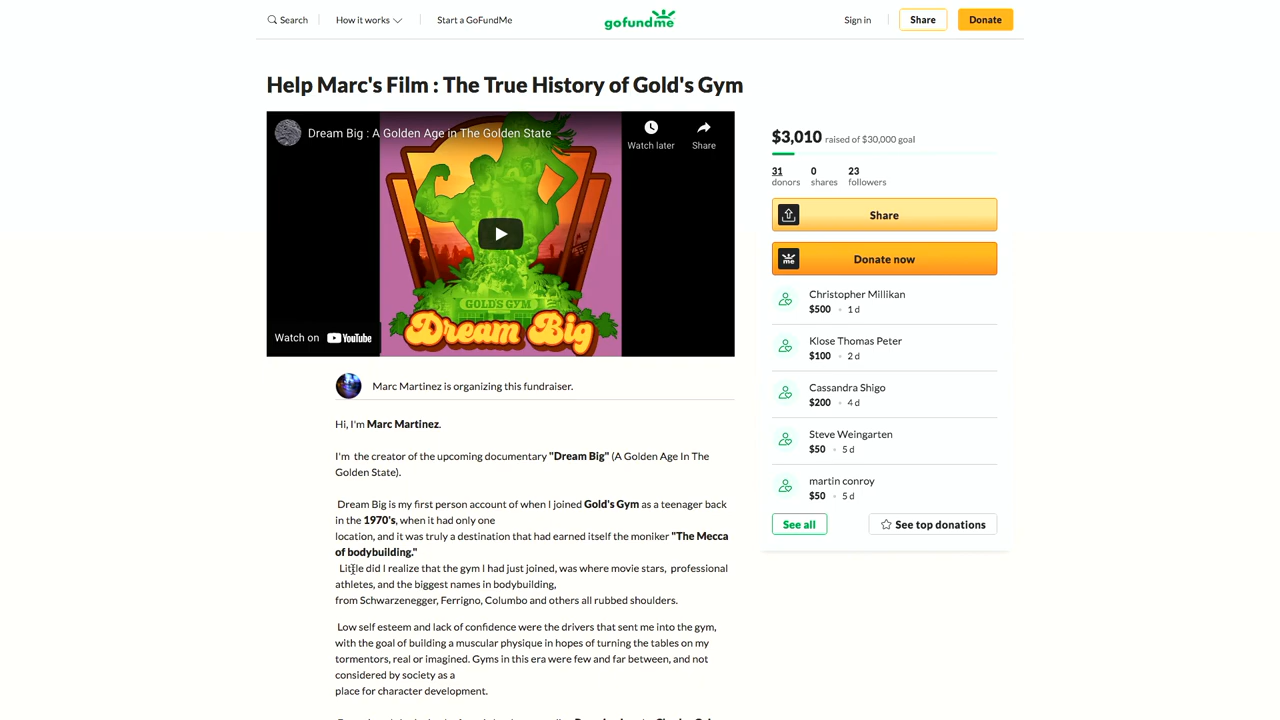 Search
How it works
Start a GoFundMe
gofundme
Sign in
Share
Donate
Help Marc's Film : The True History of Gold's Gym
Dream Big : A Golden Age in The Golden State
Watch later
Share
GOLD'S GYM
Dream Big
Watch on YouTube
$3,010 raised of $30,000 goal
31 donors
0 shares
23 followers
Share
me
Donate now
Christopher Millikan
$500 • 1 d
Klose Thomas Peter
$100 • 2 d
Cassandra Shigo
$200 • 4 d
Steve Weingarten
$50 • 5 d
martin conroy
$50 • 5 d
See all
See top donations
Marc Martinez is organizing this fundraiser.
Hi, I'm Marc Martinez.
I'm the creator of the upcoming documentary "Dream Big" (A Golden Age In The
Golden State).
Dream Big is my first person account of when I joined Gold's Gym as a teenager back
in the 1970's, when it had only one
location, and it was truly a destination that had earned itself the moniker "The Mecca
of bodybuilding."
Little did I realize that the gym I had just joined, was where movie stars, professional
athletes, and the biggest names in bodybuilding,
from Schwarzenegger, Ferrigno, Columbo and others all rubbed shoulders.
Low self esteem and lack of confidence were the drivers that sent me into the gym,
with the goal of building a muscular physique in hopes of turning the tables on my
tormentors, real or imagined. Gyms in this era were few and far between, and not
considered by society as a
place for character development.